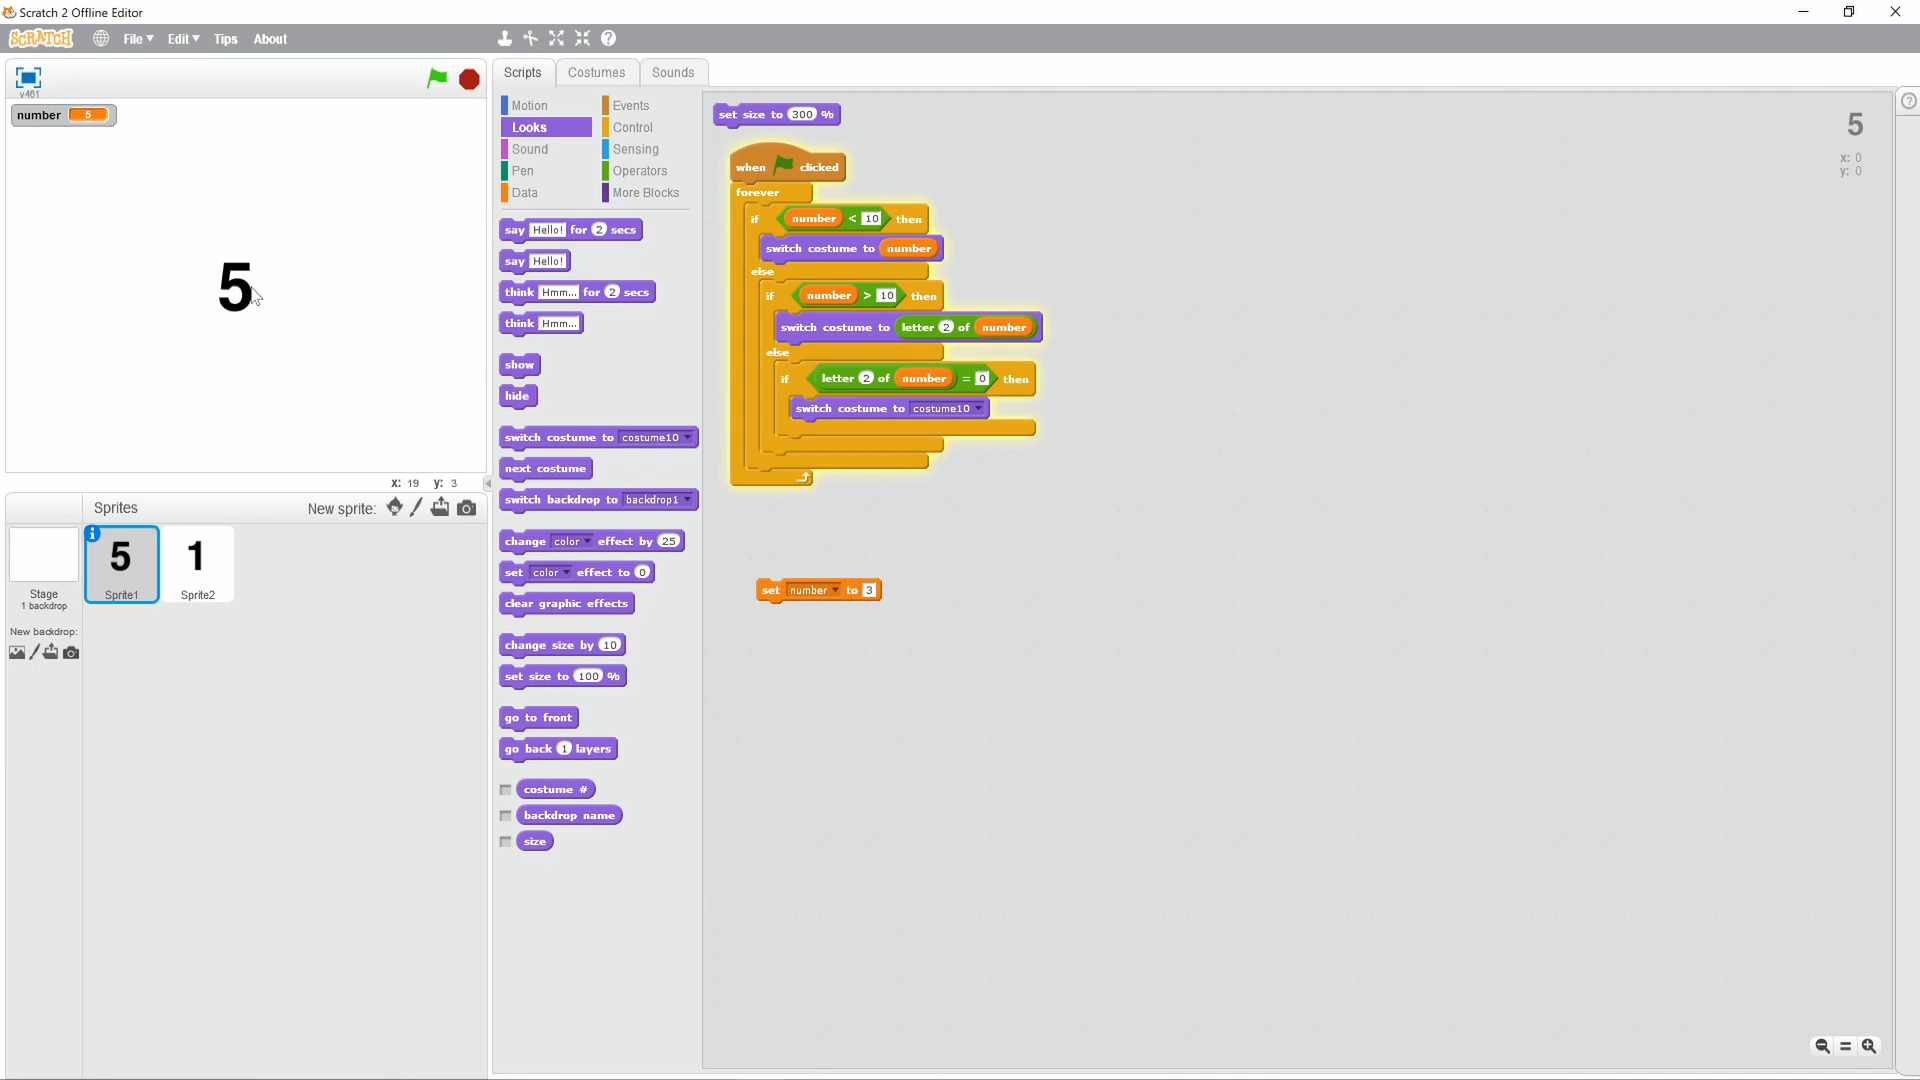 Scratch 2 Offline Editor
SCRATCH File Edit Tips About
v461
number 5
5
x: 19 y: 3
Sprites New sprite:
Stage
1 backdrop
New backdrop:
5
Sprite1
1
Sprite2
Scripts Costumes Sounds
Motion Events
Looks Control
Sound Sensing
Pen Operators
Data More Blocks
say Hello! for 2 secs
say Hello!
think Hmm... for 2 secs
think Hmm...
show
hide
switch costume to costume10
next costume
switch backdrop to backdrop1
change color effect by 25
set color effect to 0
clear graphic effects
change size by 10
set size to 100 %
go to front
go back 1 layers
costume #
backdrop name
size
set size to 300 %
when clicked
forever
if number < 10 then
switch costume to number
else
if number > 10 then
switch costume to letter 2 of number
else
if letter 2 of number = 0 then
switch costume to costume10
set number to 3
5
x: 0
y: 0